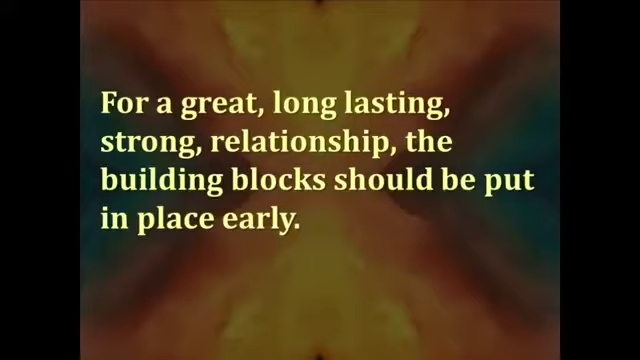 For a great, long lasting,
strong, relationship, the
building blocks should be put
in place early.